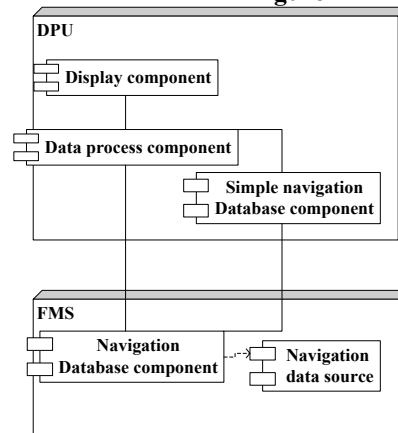 DPU
Display component
Data process component
Simple navigation
Database component
FMS
Navigation
Database component
Navigation
data source